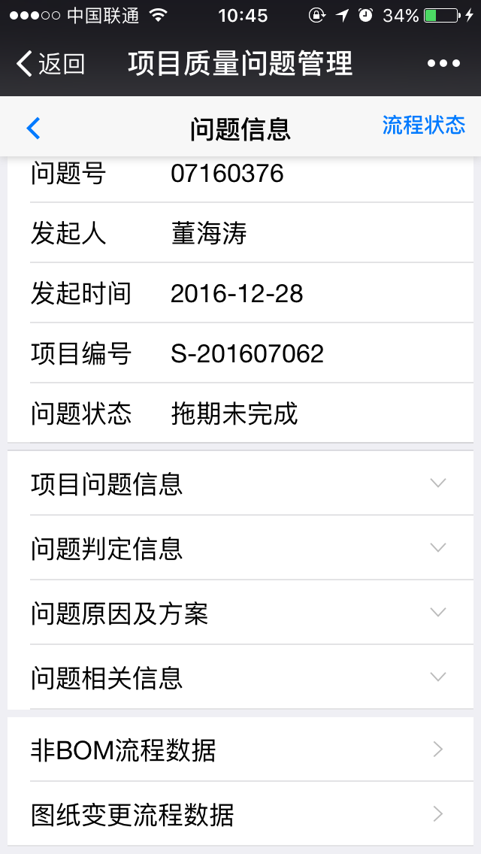 中国联通 10:45 34%
返回 项目质量问题管理
问题信息 流程状态
问题号 07160376
发起人 董海涛
发起时间 2016-12-28
项目编号 S-201607062
问题状态 拖期未完成
项目问题信息
问题判定信息
问题原因及方案
问题相关信息
非BOM流程数据
图纸变更流程数据